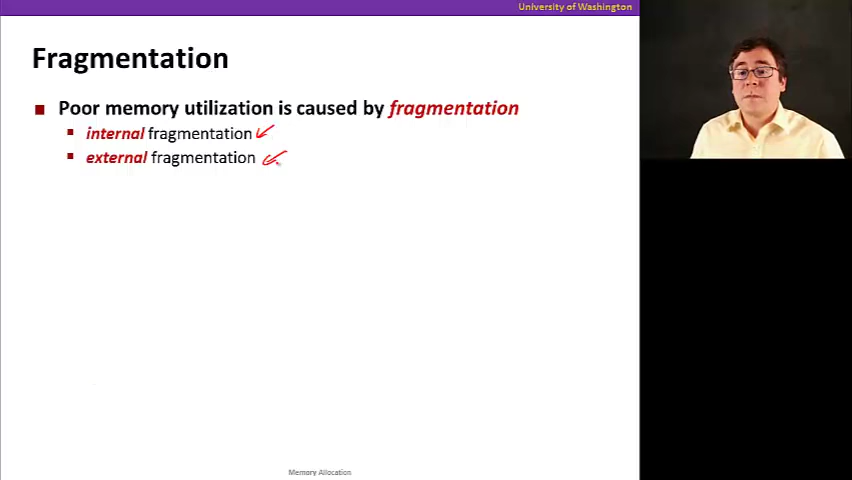 University of Washington
Fragmentation
Poor memory utilization is caused by fragmentation
internal fragmentation
external fragmentation
Memory Allocation